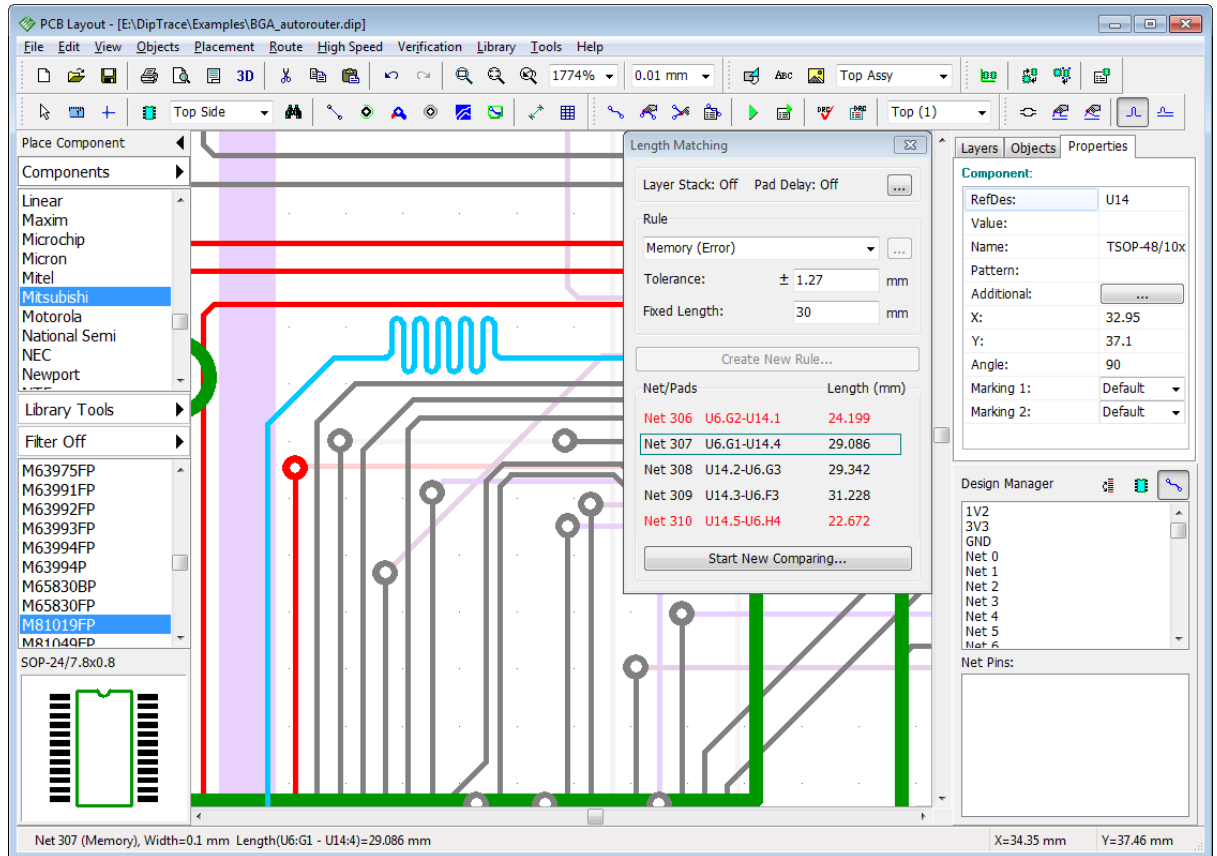 PCB Layout - [E:\DipTrace\Examples\BGA_autorouter.dip]
File Edit View Objects Placement Route High Speed Verification Library Tools Help
3D 1774% 0.01 mm ABC Top Assy
Top Side DRC Top (1)
Place Component
Components
Linear
Maxim
Microchip
Micron
Mitel
Mitsubishi
Motorola
National Semi
NEC
Newport
Library Tools
Filter Off
M63975FP
M63991FP
M63992FP
M63993FP
M63994FP
M63994P
M65830BP
M65830FP
M81019FP
M81049FP
SOP-24/7.8x0.8
Length Matching
Layer Stack: Off Pad Delay: Off ...
Rule
Memory (Error) ...
Tolerance: ± 1.27 mm
Fixed Length: 30 mm
Create New Rule...
Net/Pads Length (mm)
Net 306 U6.G2-U14.1 24.199
Net 307 U6.G1-U14.4 29.086
Net 308 U14.2-U6.G3 29.342
Net 309 U14.3-U6.F3 31.228
Net 310 U14.5-U6.H4 22.672
Start New Comparing...
Layers Objects Properties
Component:
RefDes: U14
Value:
Name: TSOP-48/10x
Pattern:
Additional: ...
X: 32.95
Y: 37.1
Angle: 90
Marking 1: Default
Marking 2: Default
Design Manager
1V2
3V3
GND
Net 0
Net 1
Net 2
Net 3
Net 4
Net 5
Net 6
Net Pins:
Net 307 (Memory), Width=0.1 mm Length(U6:G1 - U14:4)=29.086 mm X=34.35 mm Y=37.46 mm